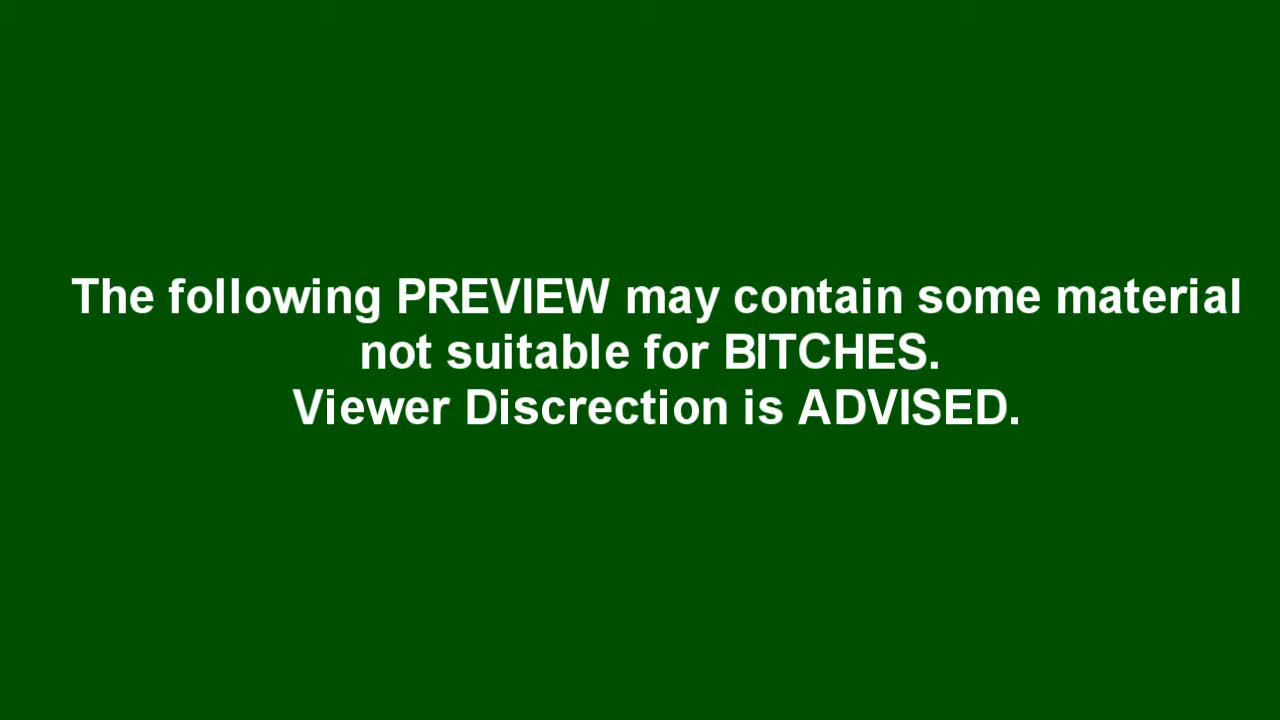 The following PREVIEW may contain some material
not suitable for BITCHES.
Viewer Discrection is ADVISED.